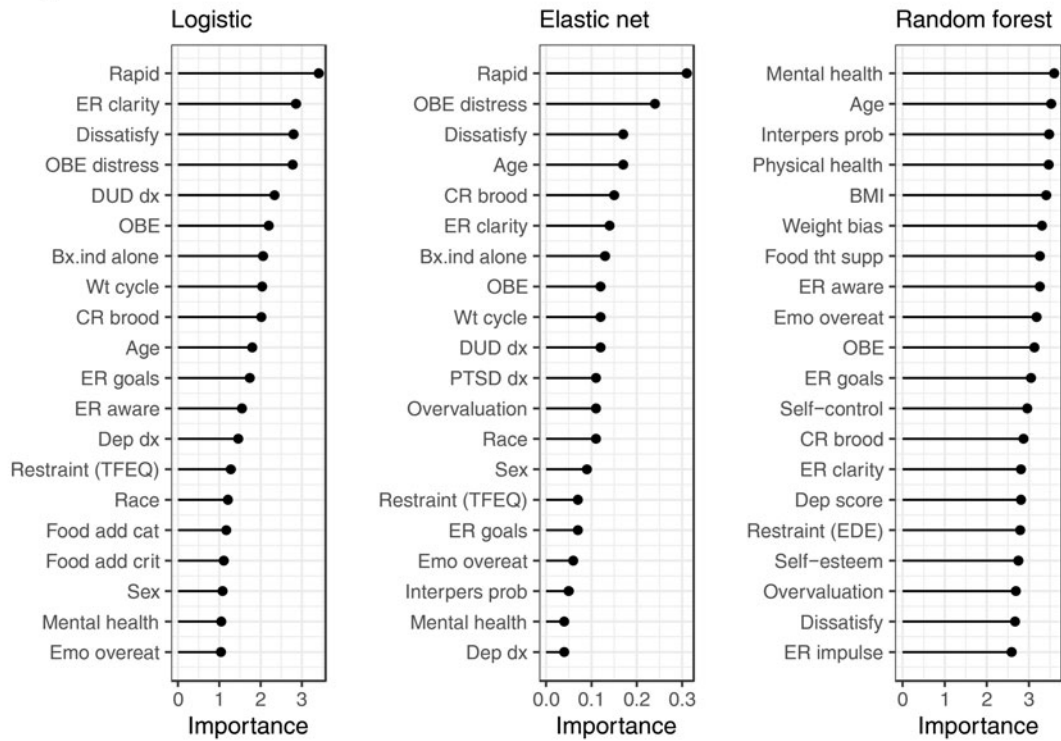 Logistic
Rapid
ER clarity
Dissatisfy
OBE distress
DUD dx
OBE
Bx.ind alone
Wt cycle
CR brood
Age
ER goals
ER aware
Dep dx
Restraint (TFEQ)
Race
Food add cat
Food add crit
Sex
Mental health
Emo overeat
0 1 2 3
Importance
Elastic net
Rapid
OBE distress
Dissatisfy
Age
CR brood
ER clarity
Bx.ind alone
OBE
Wt cycle
DUD dx
PTSD dx
Overvaluation
Race
Sex
Restraint (TFEQ)
ER goals
Emo overeat
Interpers prob
Mental health
Dep dx
0.0 0.1 0.2 0.3
Importance
Random forest
Mental health
Age
Interpers prob
Physical health
BMI
Weight bias
Food tht supp
ER aware
Emo overeat
OBE
ER goals
Self−control
CR brood
ER clarity
Dep score
Restraint (EDE)
Self−esteem
Overvaluation
Dissatisfy
ER impulse
0 1 2 3
Importance